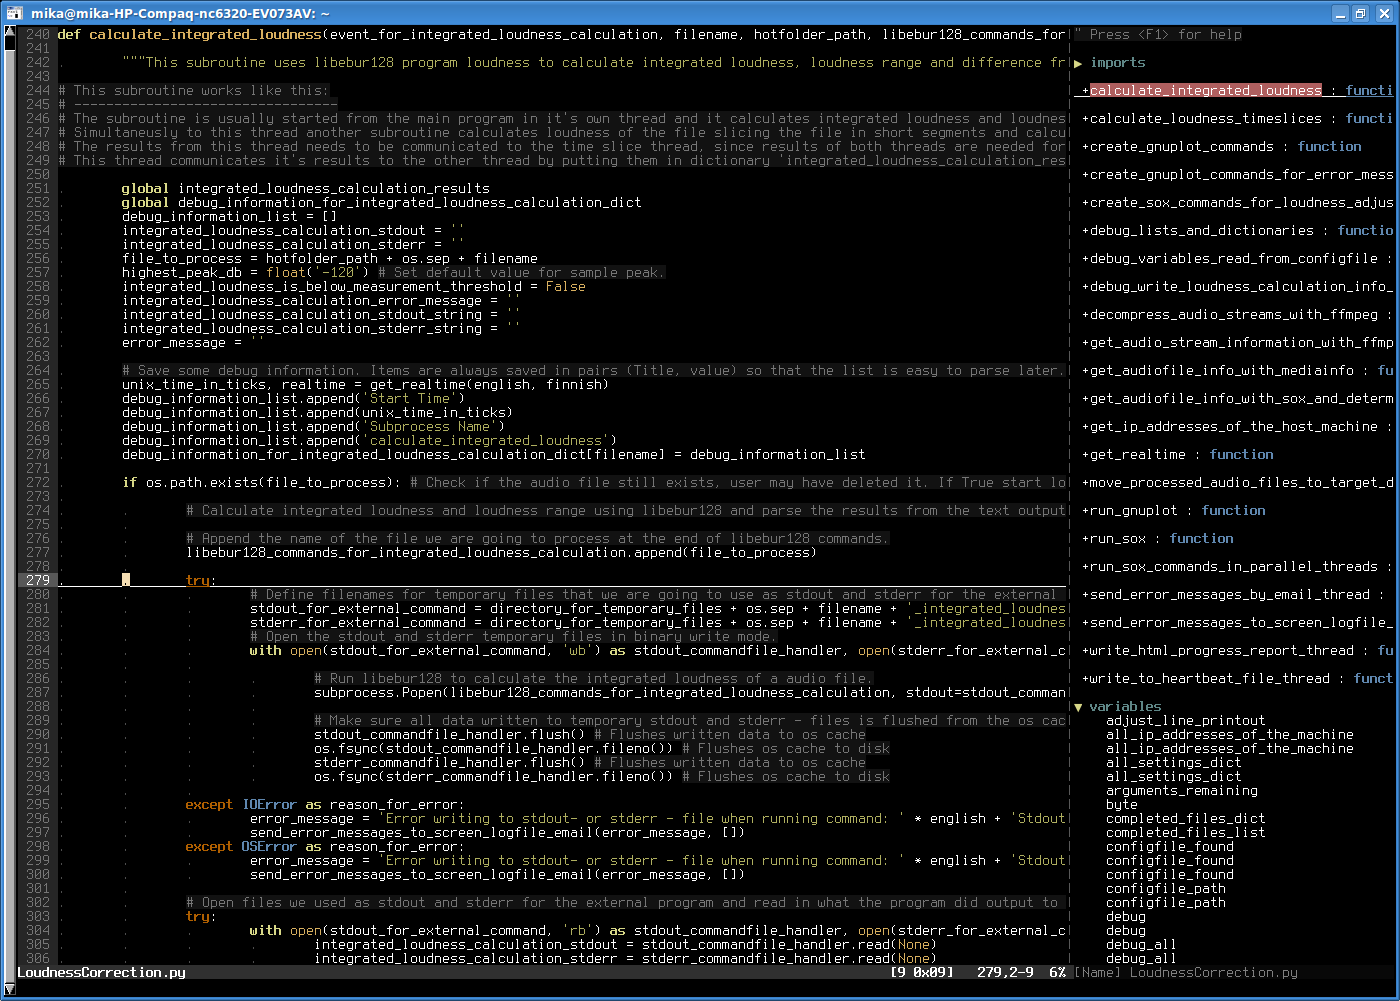 mika@mika-HP-Compaq-nc6320-EV073AV: ~
240 def calculate_integrated_loudness(event_for_integrated_loudness_calculation, filename, hotfolder_path, libebur128_commands_for
241
242 """This subroutine uses libebur128 program loudness to calculate integrated loudness, loudness range and difference fr
243
244 # This subroutine works like this:
245 # ---------------------------------
246 # The subroutine is usually started from the main program in it's own thread and it calculates integrated loudness and loudnes
247 # Simultaneusly to this thread another subroutine calculates loudness of the file slicing the file in short segments and calcu
248 # The results from this thread needs to be communicated to the time slice thread, since results of both threads are needed for
249 # This thread communicates it's results to the other thread by putting them in dictionary 'integrated_loudness_calculation_res
250
251 global integrated_loudness_calculation_results
252 global debug_information_for_integrated_loudness_calculation_dict
253 debug_information_list = []
254 integrated_loudness_calculation_stdout = ''
255 integrated_loudness_calculation_stderr = ''
256 file_to_process = hotfolder_path + os.sep + filename
257 highest_peak_db = float('-120') # Set default value for sample peak.
258 integrated_loudness_is_below_measurement_threshold = False
259 integrated_loudness_calculation_error_message = ''
260 integrated_loudness_calculation_stdout_string = ''
261 integrated_loudness_calculation_stderr_string = ''
262 error_message = ''
263
264 # Save some debug information. Items are always saved in pairs (Title, value) so that the list is easy to parse later.
265 unix_time_in_ticks, realtime = get_realtime(english, finnish)
266 debug_information_list.append('Start Time')
267 debug_information_list.append(unix_time_in_ticks)
268 debug_information_list.append('Subprocess Name')
269 debug_information_list.append('calculate_integrated_loudness')
270 debug_information_for_integrated_loudness_calculation_dict[filename] = debug_information_list
271
272 if os.path.exists(file_to_process): # Check if the audio file still exists, user may have deleted it. If True start lo
273
274 # Calculate integrated loudness and loudness range using libebur128 and parse the results from the text output
275
276 # Append the name of the file we are going to process at the end of libebur128 commands.
277 libebur128_commands_for_integrated_loudness_calculation.append(file_to_process)
278
279 try:
280 # Define filenames for temporary files that we are going to use as stdout and stderr for the external
281 stdout_for_external_command = directory_for_temporary_files + os.sep + filename + '_integrated_loudnes
282 stderr_for_external_command = directory_for_temporary_files + os.sep + filename + '_integrated_loudnes
283 # Open the stdout and stderr temporary files in binary write mode.
284 with open(stdout_for_external_command, 'wb') as stdout_commandfile_handler, open(stderr_for_external_c
285
286 # Run libebur128 to calculate the integrated loudness of a audio file.
287 subprocess.Popen(libebur128_commands_for_integrated_loudness_calculation, stdout=stdout_comman
288
289 # Make sure all data written to temporary stdout and stderr - files is flushed from the os cac
290 stdout_commandfile_handler.flush() # Flushes written data to os cache
291 os.fsync(stdout_commandfile_handler.fileno()) # Flushes os cache to disk
292 stderr_commandfile_handler.flush() # Flushes written data to os cache
293 os.fsync(stderr_commandfile_handler.fileno()) # Flushes os cache to disk
294
295 except IOError as reason_for_error:
296 error_message = 'Error writing to stdout- or stderr - file when running command: ' * english + 'Stdout
297 send_error_messages_to_screen_logfile_email(error_message, [])
298 except OSError as reason_for_error:
299 error_message = 'Error writing to stdout- or stderr - file when running command: ' * english + 'Stdout
300 send_error_messages_to_screen_logfile_email(error_message, [])
301
302 # Open files we used as stdout and stderr for the external program and read in what the program did output to
303 try:
304 with open(stdout_for_external_command, 'rb') as stdout_commandfile_handler, open(stderr_for_external_c
305 integrated_loudness_calculation_stdout = stdout_commandfile_handler.read(None)
306 integrated_loudness_calculation_stderr = stderr_commandfile_handler.read(None)
LoudnessCorrection.py [9 0x09] 279,2-9 6%
" Press <F1> for help
▶ imports
+calculate_integrated_loudness : functi
+calculate_loudness_timeslices : functi
+create_gnuplot_commands : function
+create_gnuplot_commands_for_error_mess
+create_sox_commands_for_loudness_adjus
+debug_lists_and_dictionaries : functio
+debug_variables_read_from_configfile :
+debug_write_loudness_calculation_info_
+decompress_audio_streams_with_ffmpeg :
+get_audio_stream_information_with_ffmp
+get_audiofile_info_with_mediainfo : fu
+get_audiofile_info_with_sox_and_determ
+get_ip_addresses_of_the_host_machine :
+get_realtime : function
+move_processed_audio_files_to_target_d
+run_gnuplot : function
+run_sox : function
+run_sox_commands_in_parallel_threads :
+send_error_messages_by_email_thread :
+send_error_messages_to_screen_logfile_
+write_html_progress_report_thread : fu
+write_to_heartbeat_file_thread : funct
▼ variables
adjust_line_printout
all_ip_addresses_of_the_machine
all_ip_addresses_of_the_machine
all_settings_dict
all_settings_dict
arguments_remaining
byte
completed_files_dict
completed_files_list
configfile_found
configfile_found
configfile_found
configfile_path
configfile_path
debug
debug
debug_all
debug_all
[Name] LoudnessCorrection.py